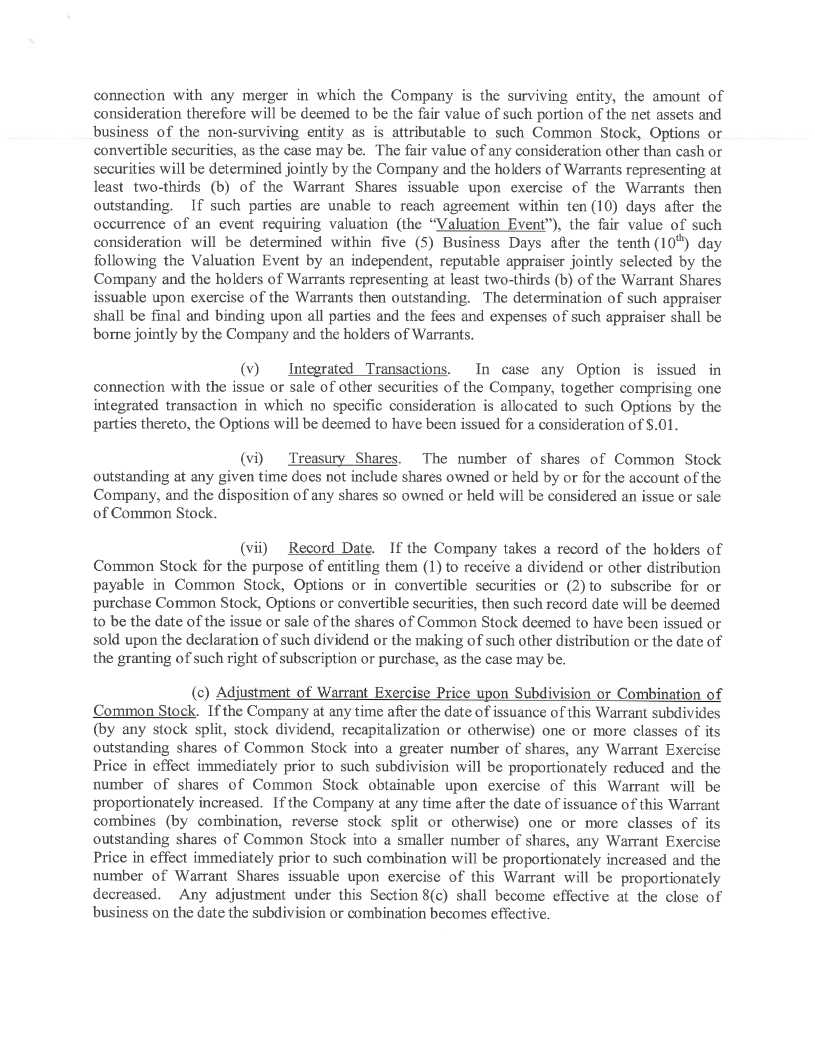 connection with any merger in which the Company is the surviving entity, the amount of
consideration therefore will be deemed to be the fair value of such portion of the net assets and
business of the non-surviving entity as is attributable to such Common Stock, Options or
convertible securities, as the case may be. The fair value of any consideration other than cash or
securities will be determined jointly by the Company and the holders of Warrants representing at
least two-thirds (b) of the Warrant Shares issuable upon exercise of the Warrants then
outstanding. If such parties are unable to reach agreement within ten (10) days after the
occurrence of an event requiring valuation (the “Valuation Event”), the fair value of such
consideration will be determined within five (5) Business Days after the tenth (10th) day
following the Valuation Event by an independent, reputable appraiser jointly selected by the
Company and the holders of Warrants representing at least two-thirds (b) of the Warrant Shares
issuable upon exercise of the Warrants then outstanding. The determination of such appraiser
shall be final and binding upon all parties and the fees and expenses of such appraiser shall be
borne jointly by the Company and the holders of Warrants.
(v) Integrated Transactions. In case any Option is issued in
connection with the issue or sale of other securities of the Company, together comprising one
integrated transaction in which no specific consideration is allocated to such Options by the
parties thereto, the Options will be deemed to have been issued for a consideration of $.01.
(vi) Treasury Shares. The number of shares of Common Stock
outstanding at any given time does not include shares owned or held by or for the account of the
Company, and the disposition of any shares so owned or held will be considered an issue or sale
of Common Stock.
(vii) Record Date. If the Company takes a record of the holders of
Common Stock for the purpose of entitling them (1) to receive a dividend or other distribution
payable in Common Stock, Options or in convertible securities or (2) to subscribe for or
purchase Common Stock, Options or convertible securities, then such record date will be deemed
to be the date of the issue or sale of the shares of Common Stock deemed to have been issued or
sold upon the declaration of such dividend or the making of such other distribution or the date of
the granting of such right of subscription or purchase, as the case may be.
(c) Adjustment of Warrant Exercise Price upon Subdivision or Combination of
Common Stock. If the Company at any time after the date of issuance of this Warrant subdivides
(by any stock split, stock dividend, recapitalization or otherwise) one or more classes of its
outstanding shares of Common Stock into a greater number of shares, any Warrant Exercise
Price in effect immediately prior to such subdivision will be proportionately reduced and the
number of shares of Common Stock obtainable upon exercise of this Warrant will be
proportionately increased. If the Company at any time after the date of issuance of this Warrant
combines (by combination, reverse stock split or otherwise) one or more classes of its
outstanding shares of Common Stock into a smaller number of shares, any Warrant Exercise
Price in effect immediately prior to such combination will be proportionately increased and the
number of Warrant Shares issuable upon exercise of this Warrant will be proportionately
decreased. Any adjustment under this Section 8(c) shall become effective at the close of
business on the date the subdivision or combination becomes effective.